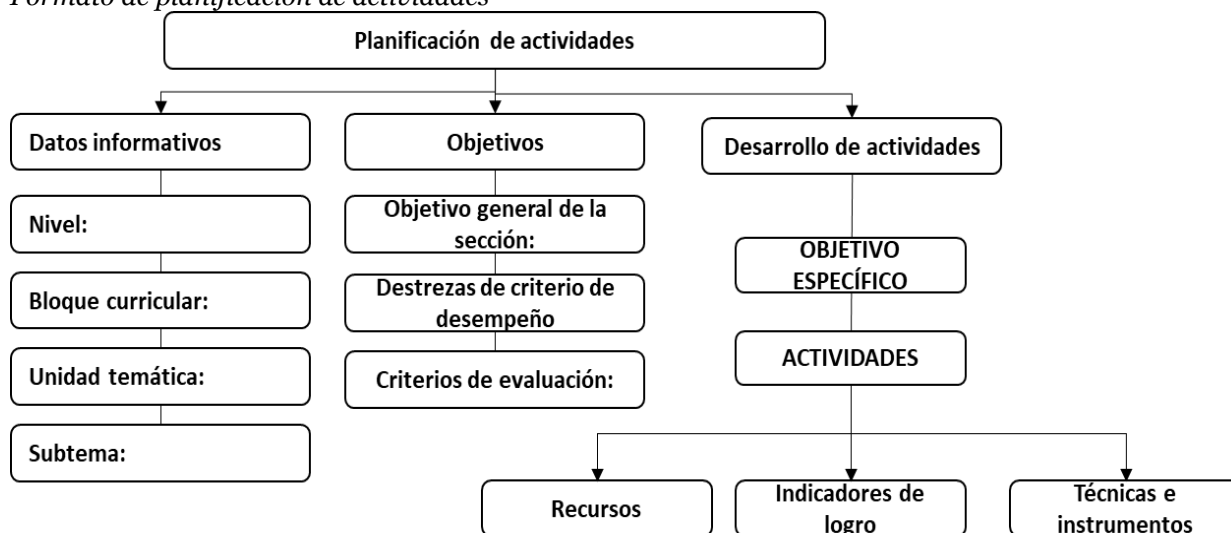 Formato de planificación de actividades
Planificación de actividades
Datos informativos
Nivel:
Bloque curricular:
Unidad temática:
Subtema:
Objetivos
Objetivo general de la
sección:
Destrezas de criterio de
desempeño
Criterios de evaluación:
Desarrollo de actividades
OBJETIVO
ESPECÍFICO
ACTIVIDADES
Recursos
Indicadores de
logro
Técnicas e
instrumentos